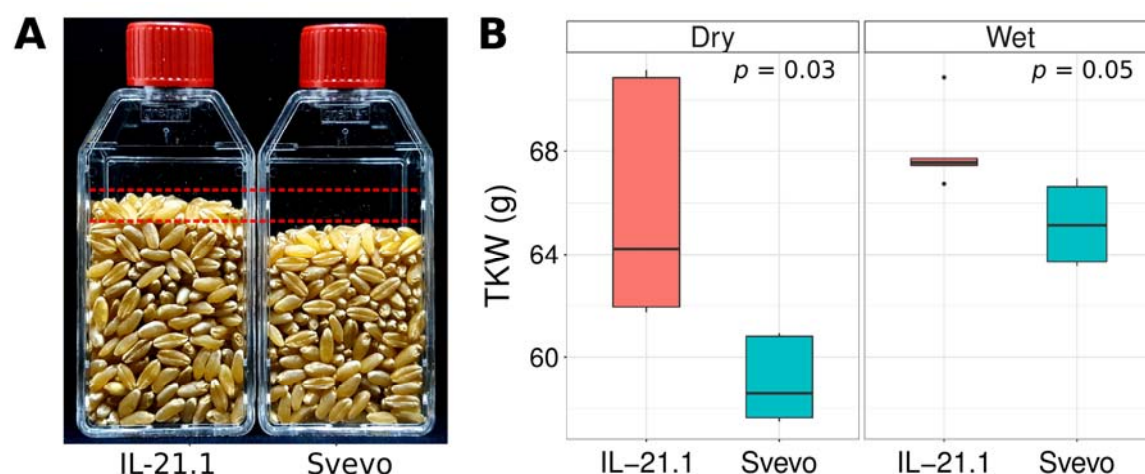 A
IL-21.1 Svevo
B
Dry Wet
p = 0.03 p = 0.05
TKW (g)
68
64
60
IL−21.1 Svevo IL−21.1 Svevo